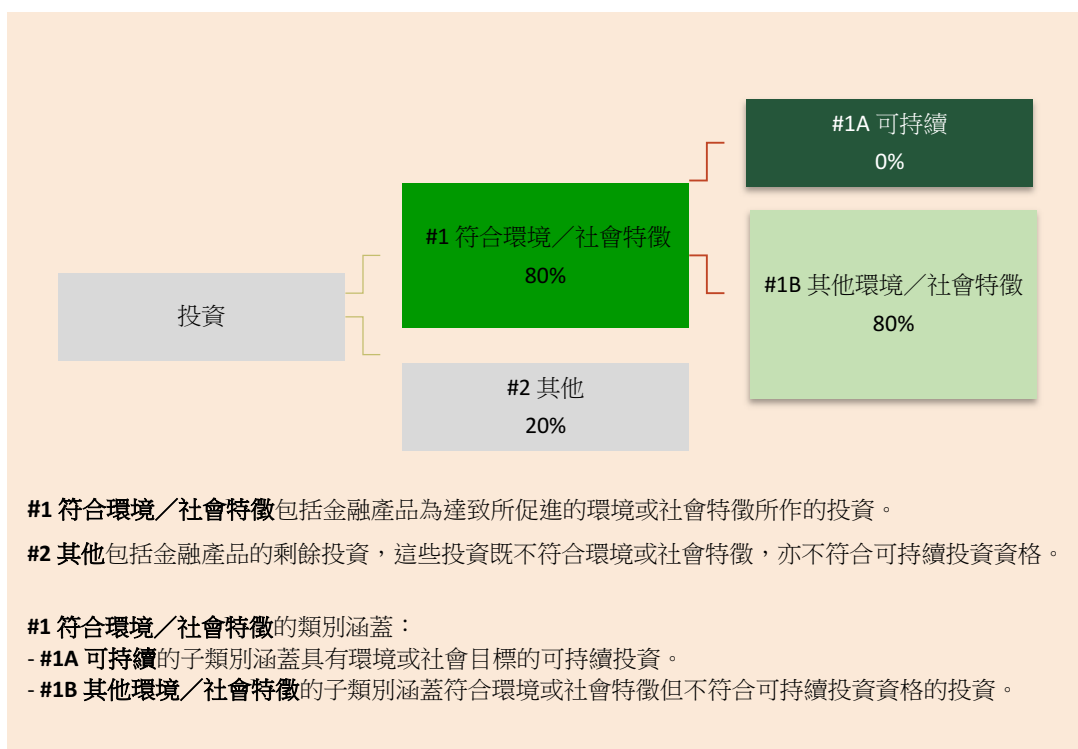 #1A 可持續
0%
#1 符合環境／社會特徵
80%
#1B 其他環境／社會特徵
80%
投資
#2 其他
20%
#1 符合環境／社會特徵包括金融產品為達致所促進的環境或社會特徵所作的投資。
#2 其他包括金融產品的剩餘投資，這些投資既不符合環境或社會特徵，亦不符合可持續投資資格。
#1 符合環境／社會特徵的類別涵蓋：
- #1A 可持續的子類別涵蓋具有環境或社會目標的可持續投資。
- #1B 其他環境／社會特徵的子類別涵蓋符合環境或社會特徵但不符合可持續投資資格的投資。